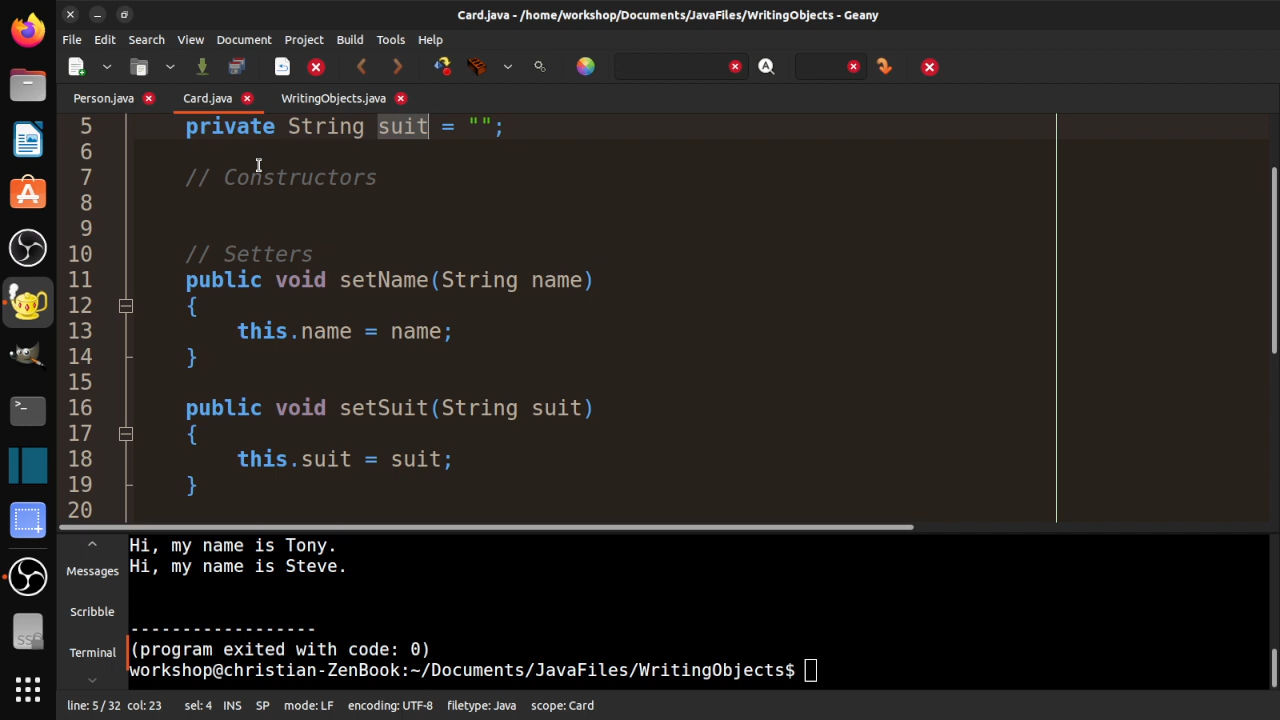 Card.java - /home/workshop/Documents/JavaFiles/WritingObjects - Geany
File Edit Search View Document Project Build Tools Help
Person.java Card.java WritingObjects.java
5 private String suit = "";
6
7 // Constructors
8
9
10 // Setters
11 public void setName(String name)
12 {
13 this.name = name;
14 }
15
16 public void setSuit(String suit)
17 {
18 this.suit = suit;
19 }
20
Messages
Scribble
Terminal
Hi, my name is Tony.
Hi, my name is Steve.
------------------
(program exited with code: 0)
workshop@christian-ZenBook:~/Documents/JavaFiles/WritingObjects$
line: 5 / 32 col: 23 sel: 4 INS SP mode: LF encoding: UTF-8 filetype: Java scope: Card